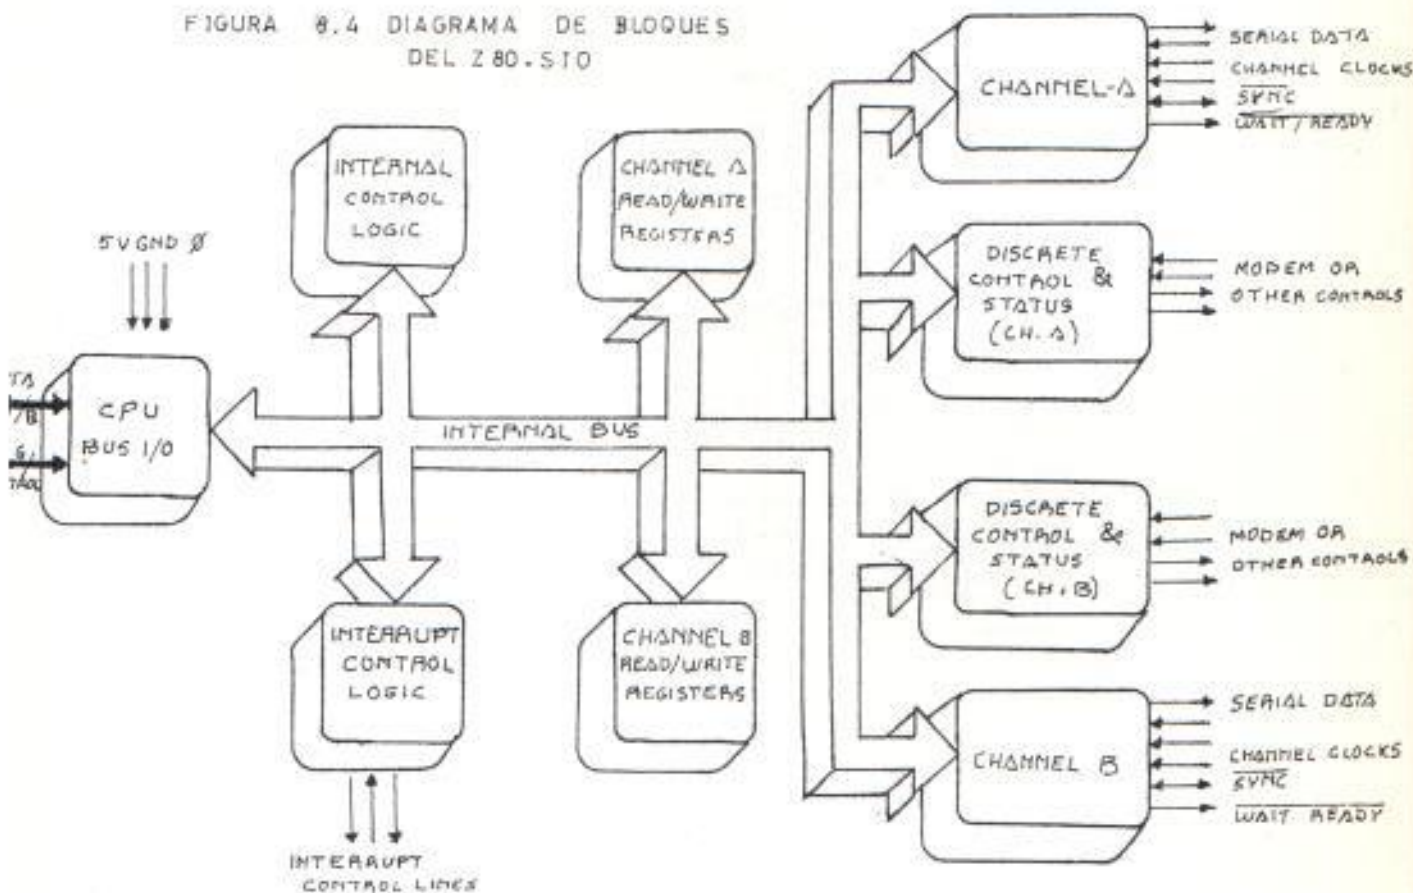 FIGURA 8.4 DIAGRAMA DE BLOQUES
DEL Z80.SIO
CHANNEL-A
SERIAL DATA
CHANNEL CLOCKS
SYNC
WAIT/READY
INTERNAL
CONTROL
LOGIC
CHANNEL A
READ/WRITE
REGISTERS
5V GND Ø
DISCRETE
CONTROL &
STATUS
(CH. A)
MODEM OR
OTHER CONTROLS
CPU
BUS I/O
INTERNAL BUS
DISCRETE
CONTROL &
STATUS
(CH. B)
MODEM OR
OTHER CONTROLS
INTERRUPT
CONTROL
LOGIC
CHANNEL B
READ/WRITE
REGISTERS
CHANNEL B
SERIAL DATA
CHANNEL CLOCKS
SYNC
WAIT READY
INTERRUPT
CONTROL LINES